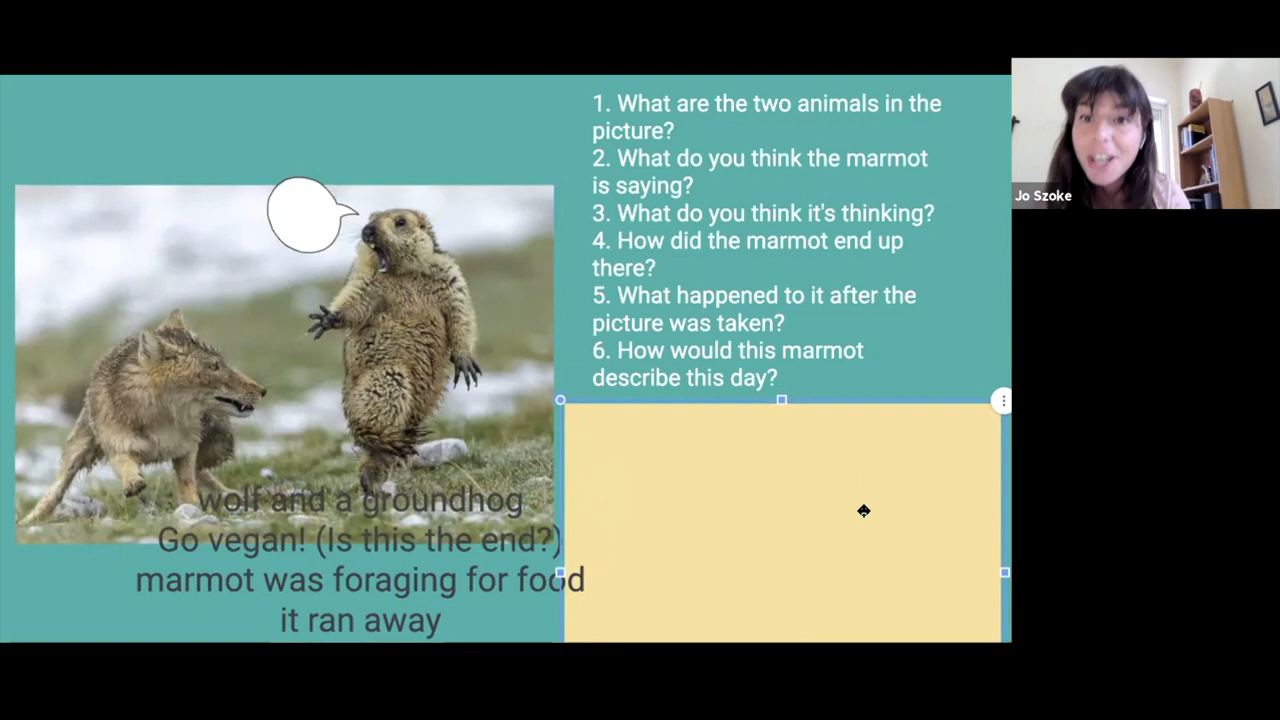 1. What are the two animals in the
picture?
2. What do you think the marmot
is saying?
3. What do you think it's thinking?
4. How did the marmot end up
there?
5. What happened to it after the
picture was taken?
6. How would this marmot
describe this day?
Jo Szoke
wolf and a groundhog
Go vegan! (Is this the end?)
marmot was foraging for food
it ran away